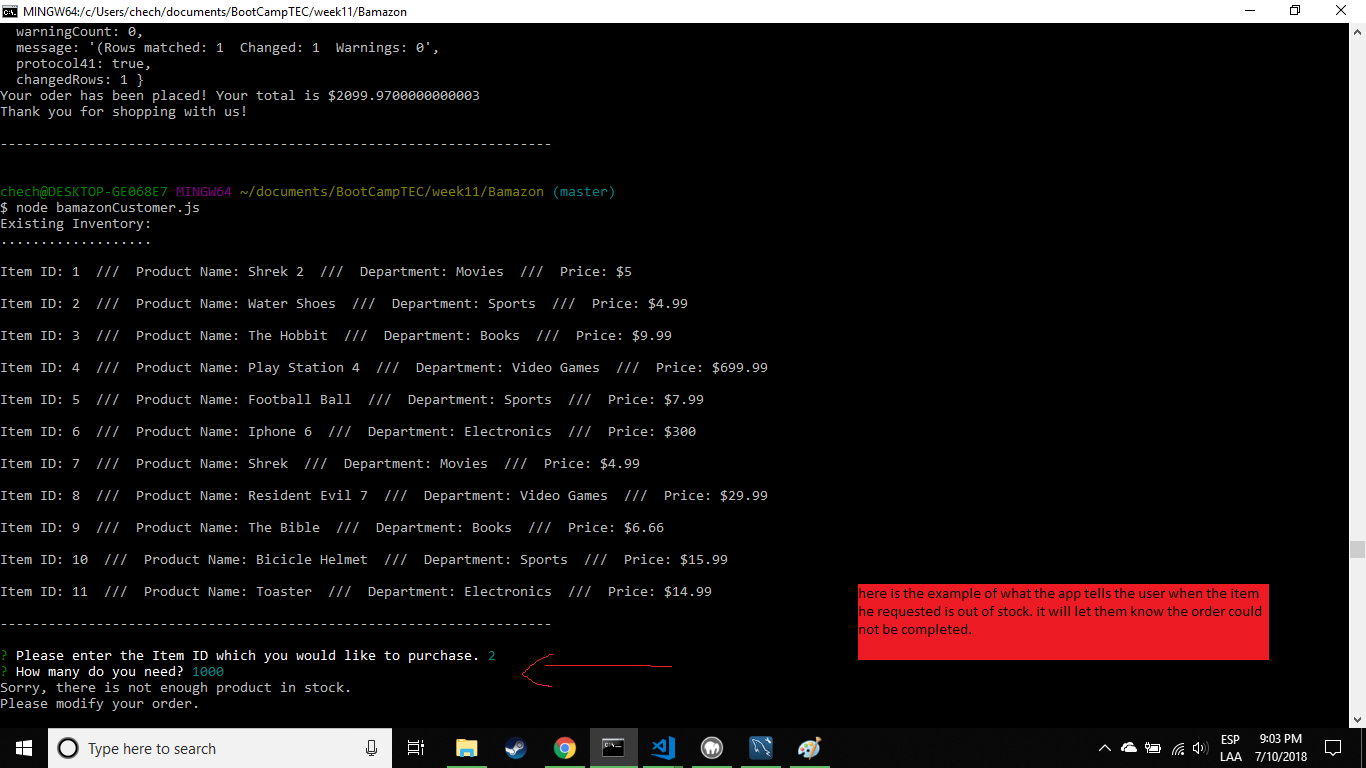 MINGW64:/c/Users/chech/documents/BootCampTEC/week11/Bamazon
warningCount: 0,
message: '(Rows matched: 1  Changed: 1  Warnings: 0',
protocol41: true,
changedRows: 1 }
Your oder has been placed! Your total is $2099.9700000000003
Thank you for shopping with us!
---------------------------------------------------------------------
chech@DESKTOP-GE068E7 MINGW64 ~/documents/BootCampTEC/week11/Bamazon (master)
$ node bamazonCustomer.js
Existing Inventory:
...................
Item ID: 1  ///  Product Name: Shrek 2  ///  Department: Movies  ///  Price: $5
Item ID: 2  ///  Product Name: Water Shoes  ///  Department: Sports  ///  Price: $4.99
Item ID: 3  ///  Product Name: The Hobbit  ///  Department: Books  ///  Price: $9.99
Item ID: 4  ///  Product Name: Play Station 4  ///  Department: Video Games  ///  Price: $699.99
Item ID: 5  ///  Product Name: Football Ball  ///  Department: Sports  ///  Price: $7.99
Item ID: 6  ///  Product Name: Iphone 6  ///  Department: Electronics  ///  Price: $300
Item ID: 7  ///  Product Name: Shrek  ///  Department: Movies  ///  Price: $4.99
Item ID: 8  ///  Product Name: Resident Evil 7  ///  Department: Video Games  ///  Price: $29.99
Item ID: 9  ///  Product Name: The Bible  ///  Department: Books  ///  Price: $6.66
Item ID: 10  ///  Product Name: Bicicle Helmet  ///  Department: Sports  ///  Price: $15.99
Item ID: 11  ///  Product Name: Toaster  ///  Department: Electronics  ///  Price: $14.99
---------------------------------------------------------------------
? Please enter the Item ID which you would like to purchase. 2
? How many do you need? 1000
Sorry, there is not enough product in stock.
Please modify your order.
here is the example of what the app tells the user when the item
he requested is out of stock. it will let them know the order could
not be completed.
Type here to search
ESP
LAA
9:03 PM
7/10/2018